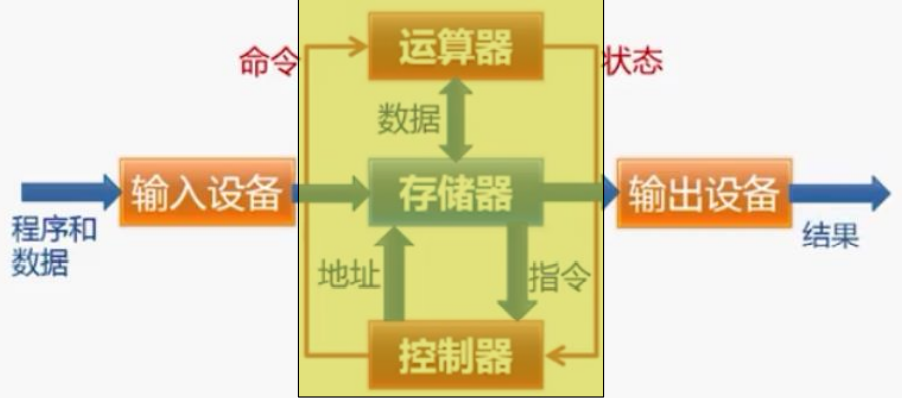 运算器
命令
状态
数据
输入设备
存储器
输出设备
程序和
数据
结果
地址
指令
控制器